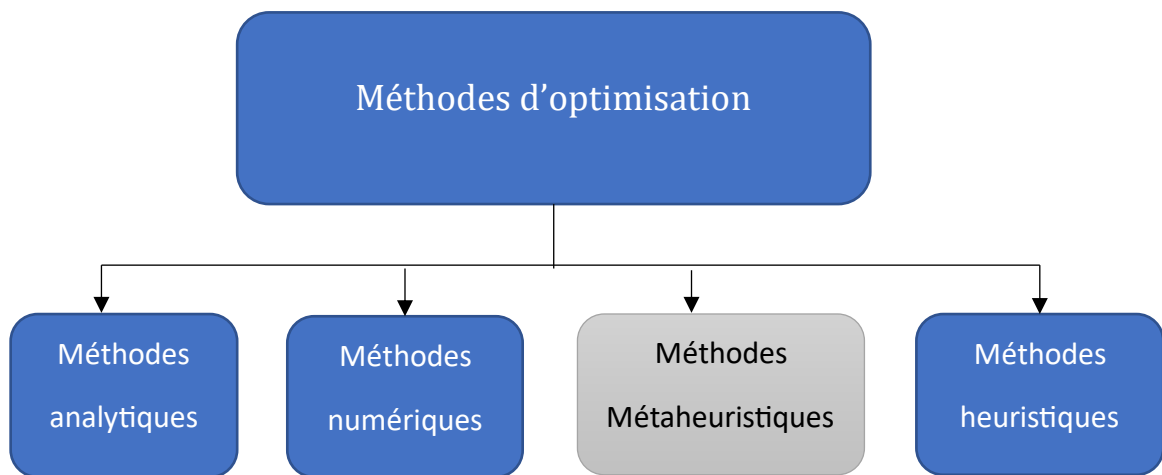 Méthodes d’optimisation
Méthodes
analytiques
Méthodes
numériques
Méthodes
Métaheuristiques
Méthodes
heuristiques